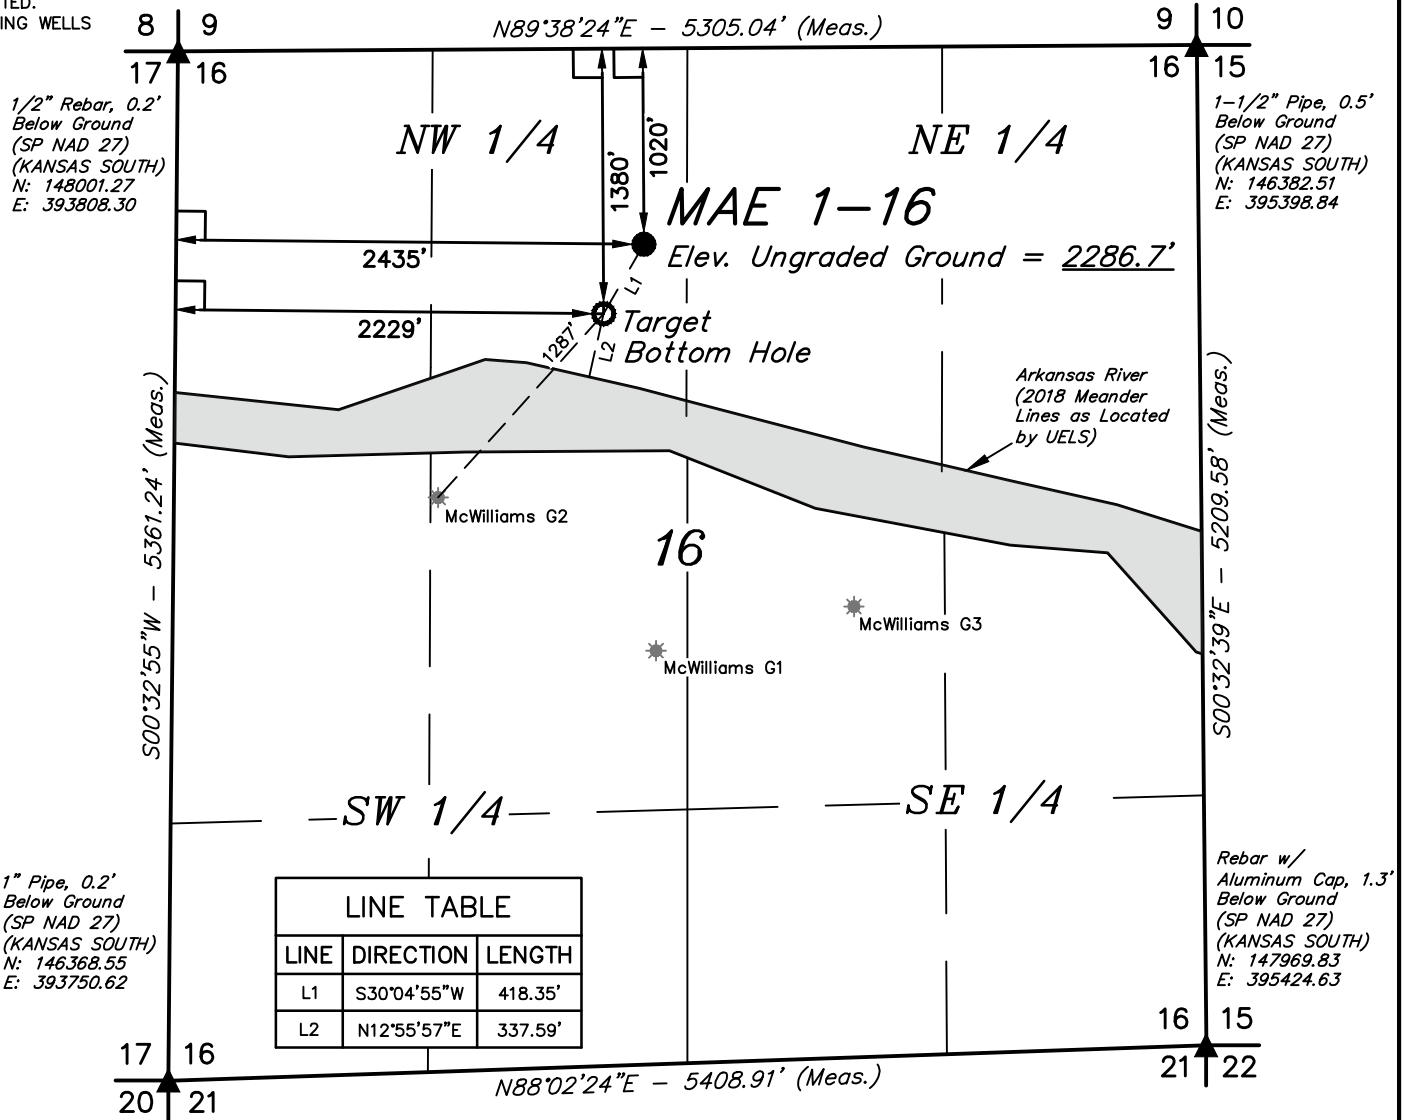 TED.
ING WELLS
8 9
N89°38'24"E - 5305.04' (Meas.)
9 10
17 16
16 15
1/2" Rebar, 0.2'
Below Ground
(SP NAD 27)
(KANSAS SOUTH)
N: 148001.27
E: 393808.30
1-1/2" Pipe, 0.5'
Below Ground
(SP NAD 27)
(KANSAS SOUTH)
N: 146382.51
E: 395398.84
NW 1/4
NE 1/4
1380'
1020'
MAE 1-16
Elev. Ungraded Ground = 2286.7'
2435'
L1
2229'
Target
Bottom Hole
1287'
L2
Arkansas River
(2018 Meander
Lines as Located
by UELS)
S00°32'55"W - 5361.24' (Meas.)
S00°32'39"E - 5209.58' (Meas.)
McWilliams G2
16
McWilliams G3
McWilliams G1
SW 1/4
SE 1/4
1" Pipe, 0.2'
Below Ground
(SP NAD 27)
(KANSAS SOUTH)
N: 146368.55
E: 393750.62
Rebar w/
Aluminum Cap, 1.3'
Below Ground
(SP NAD 27)
(KANSAS SOUTH)
N: 147969.83
E: 395424.63
LINE TABLE
LINE DIRECTION LENGTH
L1 S30°04'55"W 418.35'
L2 N12°55'57"E 337.59'
17 16
16 15
N88°02'24"E - 5408.91' (Meas.)
20 21
21 22